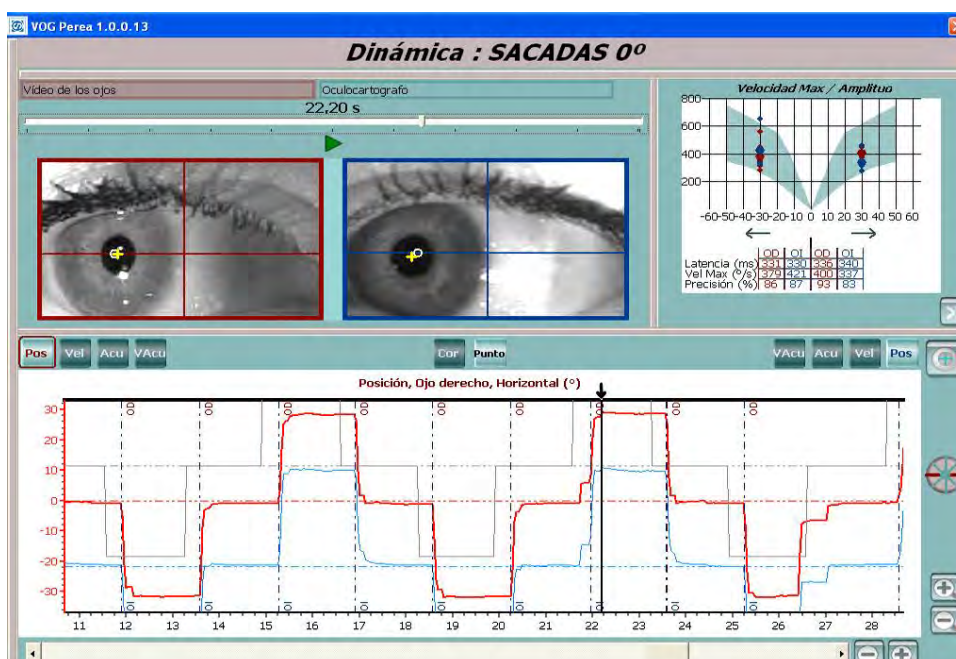 VOG Perea 1.0.0.13
Dinámica : SACADAS 0º
Vídeo de los ojos
Oculocartografo
22,20 s
Velocidad Max / Amplituo
800
600
400
200
-60-50-40-30-20-10 0 10 20 30 40 50 60
OD OI OD OI
Latencia (ms) 331 330 336 340
Vel Max (º/s) 379 421 400 337
Precisión (%) 86 87 93 83
Pos Vel Acu VAcu Cor Punto VAcu Acu Vel Pos
Posición, Ojo derecho, Horizontal (°)
30
20
10
0
-10
-20
-30
11 12 13 14 15 16 17 18 19 20 21 22 23 24 25 26 27 28